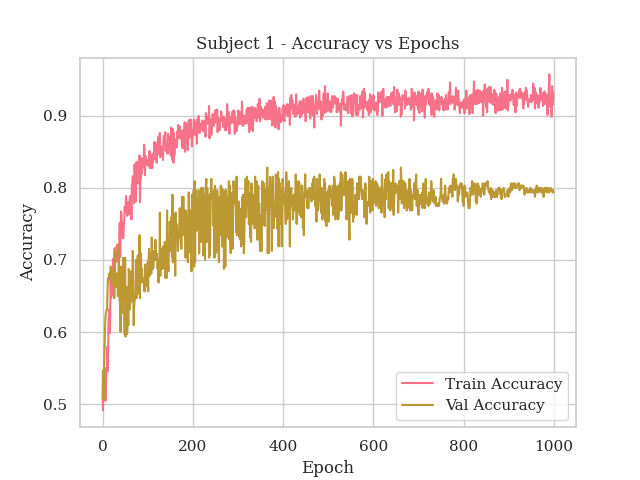 Subject 1 - Accuracy vs Epochs
0.9
0.8
0.7
0.6
0.5
Accuracy
0 200 400 600 800 1000
Epoch
Train Accuracy
Val Accuracy